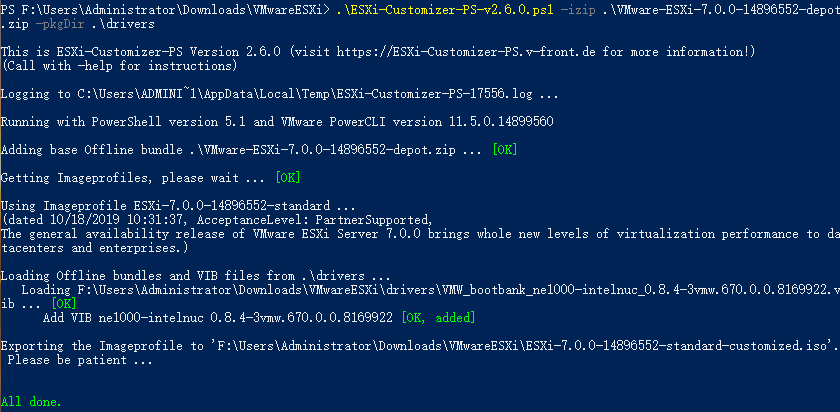 PS F:\Users\Administrator\Downloads\VMwareESXi> .\ESXi-Customizer-PS-v2.6.0.ps1 -izip .\VMware-ESXi-7.0.0-14896552-depot
.zip -pkgDir .\drivers
This is ESXi-Customizer-PS Version 2.6.0 (visit https://ESXi-Customizer-PS.v-front.de for more information!)
(Call with -help for instructions)
Logging to C:\Users\ADMINI~1\AppData\Local\Temp\ESXi-Customizer-PS-17556.log ...
Running with PowerShell version 5.1 and VMware PowerCLI version 11.5.0.14899560
Adding base Offline bundle .\VMware-ESXi-7.0.0-14896552-depot.zip ... [OK]
Getting Imageprofiles, please wait ... [OK]
Using Imageprofile ESXi-7.0.0-14896552-standard ...
(dated 10/18/2019 10:31:37, AcceptanceLevel: PartnerSupported,
The general availability release of VMware ESXi Server 7.0.0 brings whole new levels of virtualization performance to da
tacenters and enterprises.)
Loading Offline bundles and VIB files from .\drivers ...
Loading F:\Users\Administrator\Downloads\VMwareESXi\drivers\VMW_bootbank_ne1000-intelnuc_0.8.4-3vmw.670.0.0.8169922.v
ib ... [OK]
Add VIB ne1000-intelnuc 0.8.4-3vmw.670.0.0.8169922 [OK, added]
Exporting the Imageprofile to 'F:\Users\Administrator\Downloads\VMwareESXi\ESXi-7.0.0-14896552-standard-customized.iso'.
Please be patient ...
All done.